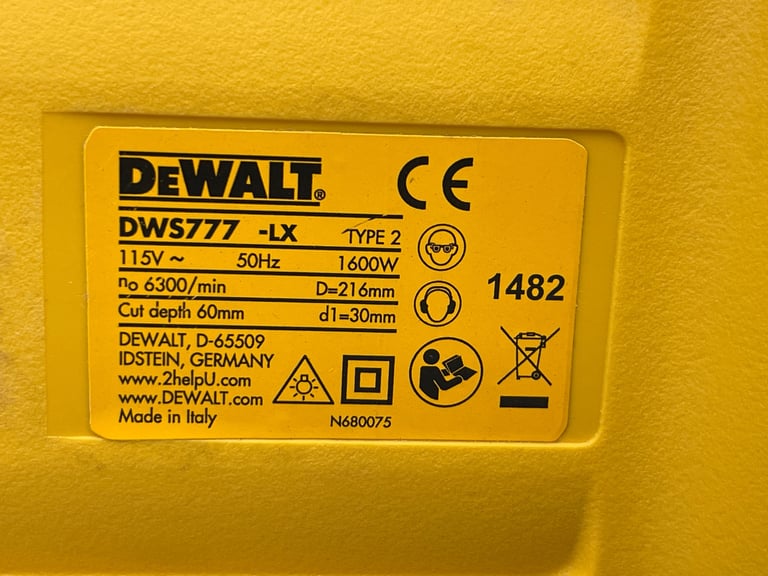 DEWALT®
CE
DWS777 -LX TYPE 2
115V ~ 50Hz 1600W
no 6300/min D=216mm
Cut depth 60mm d1=30mm
1482
DEWALT, D-65509
IDSTEIN, GERMANY
www.2helpU.com
www.DEWALT.com
Made in Italy
N680075